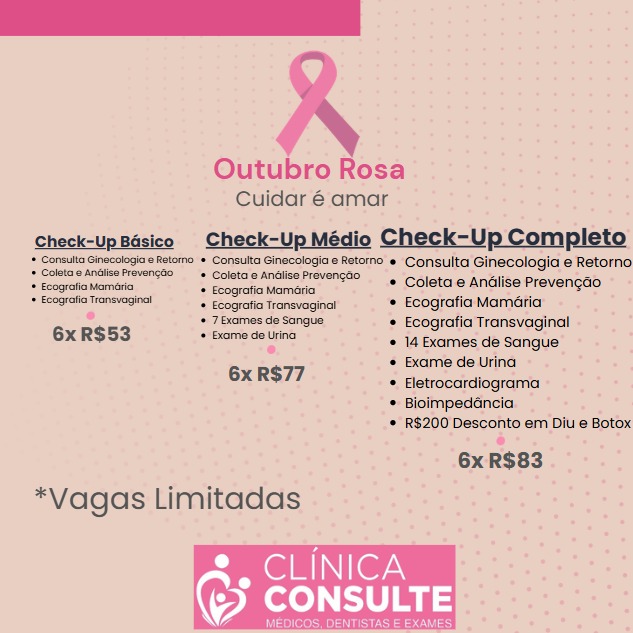 Outubro Rosa
Cuidar é amar
Check-Up Básico
• Consulta Ginecologia e Retorno
• Coleta e Análise Prevenção
• Ecografia Mamária
• Ecografia Transvaginal
6x R$53
Check-Up Médio
• Consulta Ginecologia e Retorno
• Coleta e Análise Prevenção
• Ecografia Mamária
• Ecografia Transvaginal
• 7 Exames de Sangue
• Exame de Urina
6x R$77
Check-Up Completo
• Consulta Ginecologia e Retorno
• Coleta e Análise Prevenção
• Ecografia Mamária
• Ecografia Transvaginal
• 14 Exames de Sangue
• Exame de Urina
• Eletrocardiograma
• Bioimpedância
• R$200 Desconto em Diu e Botox
6x R$83
*Vagas Limitadas
CLÍNICA
CONSULTE
MÉDICOS, DENTISTAS E EXAMES